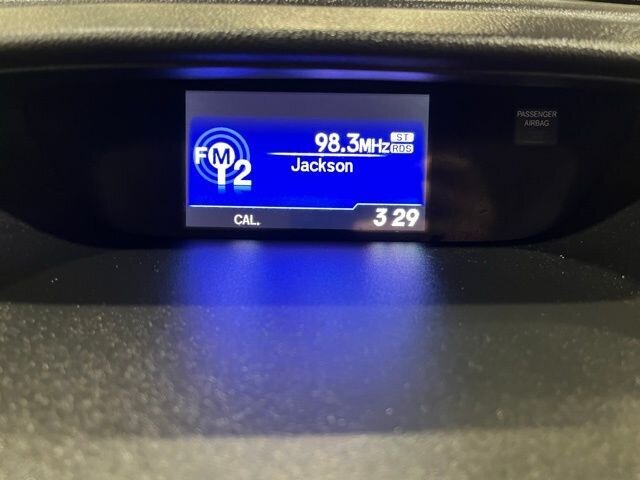 PASSENGER
AIRBAG
98.3MHz ST
RDS
FM2
Jackson
CAL. 3 29